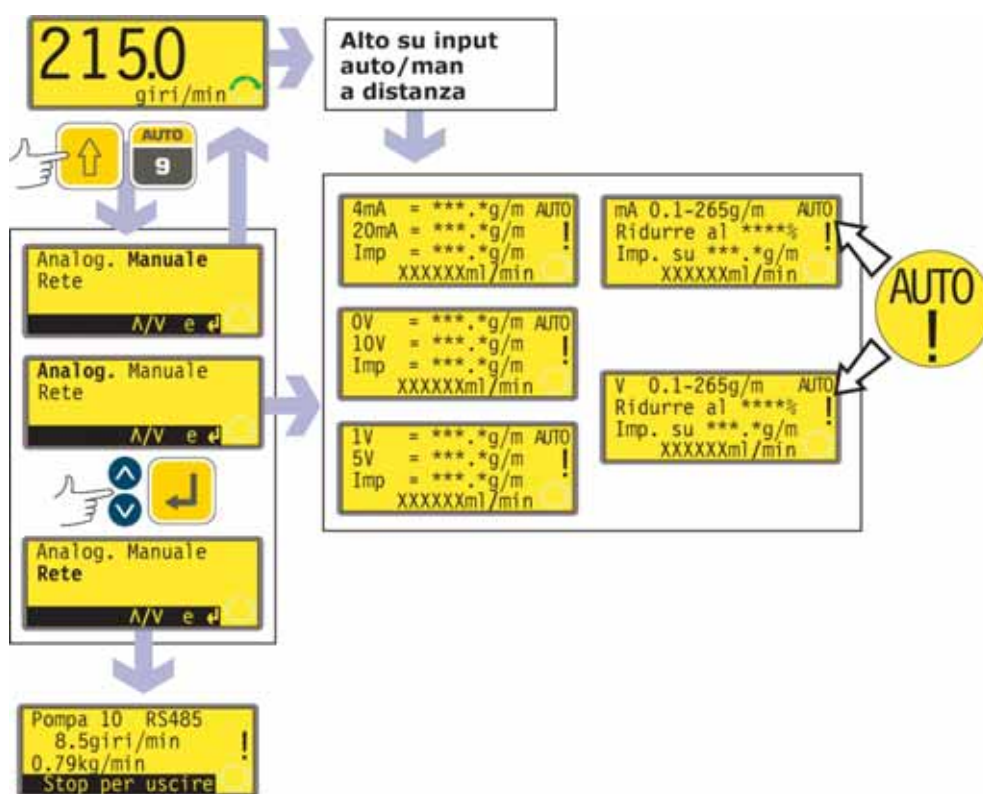 215.0
giri/min
Alto su input
auto/man
a distanza
AUTO
9
Analog. Manuale
Rete
Λ/V e ↲
Analog. Manuale
Rete
Λ/V e ↲
Analog. Manuale
Rete
Λ/V e ↲
Pompa 10 RS485
8.5giri/min !
0.79kg/min
Stop per uscire
4mA = ***.*g/m AUTO
20mA = ***.*g/m !
Imp = ***.*g/m
XXXXXXml/min
0V = ***.*g/m AUTO
10V = ***.*g/m !
Imp = ***.*g/m
XXXXXXml/min
1V = ***.*g/m AUTO
5V = ***.*g/m !
Imp = ***.*g/m
XXXXXXml/min
mA 0.1-265g/m AUTO
Ridurre al ****% !
Imp. su ***.*g/m
XXXXXXml/min
V 0.1-265g/m AUTO
Ridurre al ****% !
Imp. su ***.*g/m
XXXXXXml/min
AUTO
!